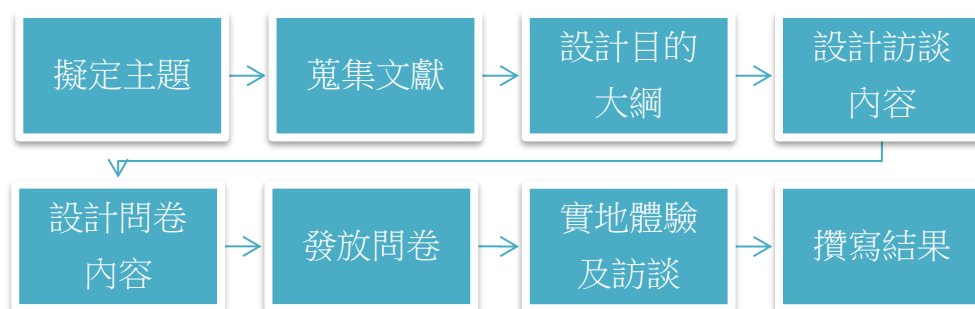 擬定主題
蒐集文獻
設計目的
大綱
設計訪談
內容
設計問卷
內容
發放問卷
實地體驗
及訪談
攢寫結果